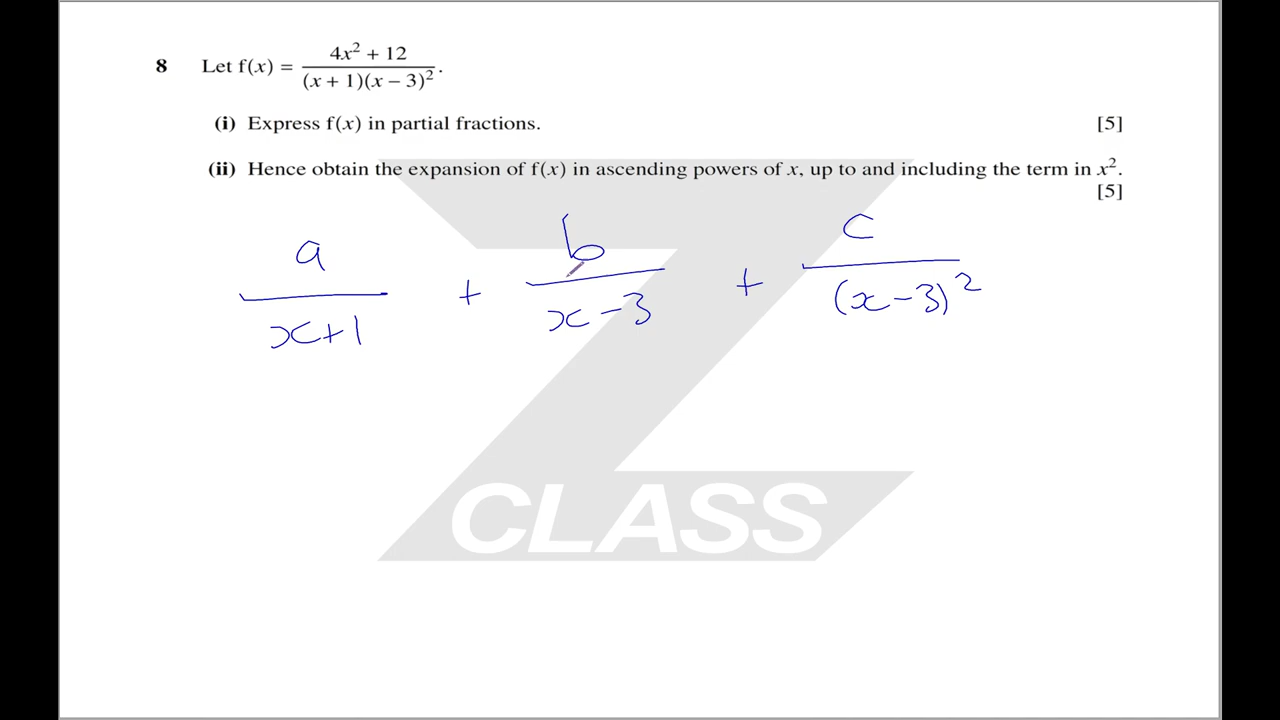 8 Let f(x) = (4x² + 12)/((x + 1)(x − 3)²).
(i) Express f(x) in partial fractions. [5]
(ii) Hence obtain the expansion of f(x) in ascending powers of x, up to and including the term in x².
[5]
a/(x+1) + b/(x−3) + c/(x−3)²
Z
CLASS